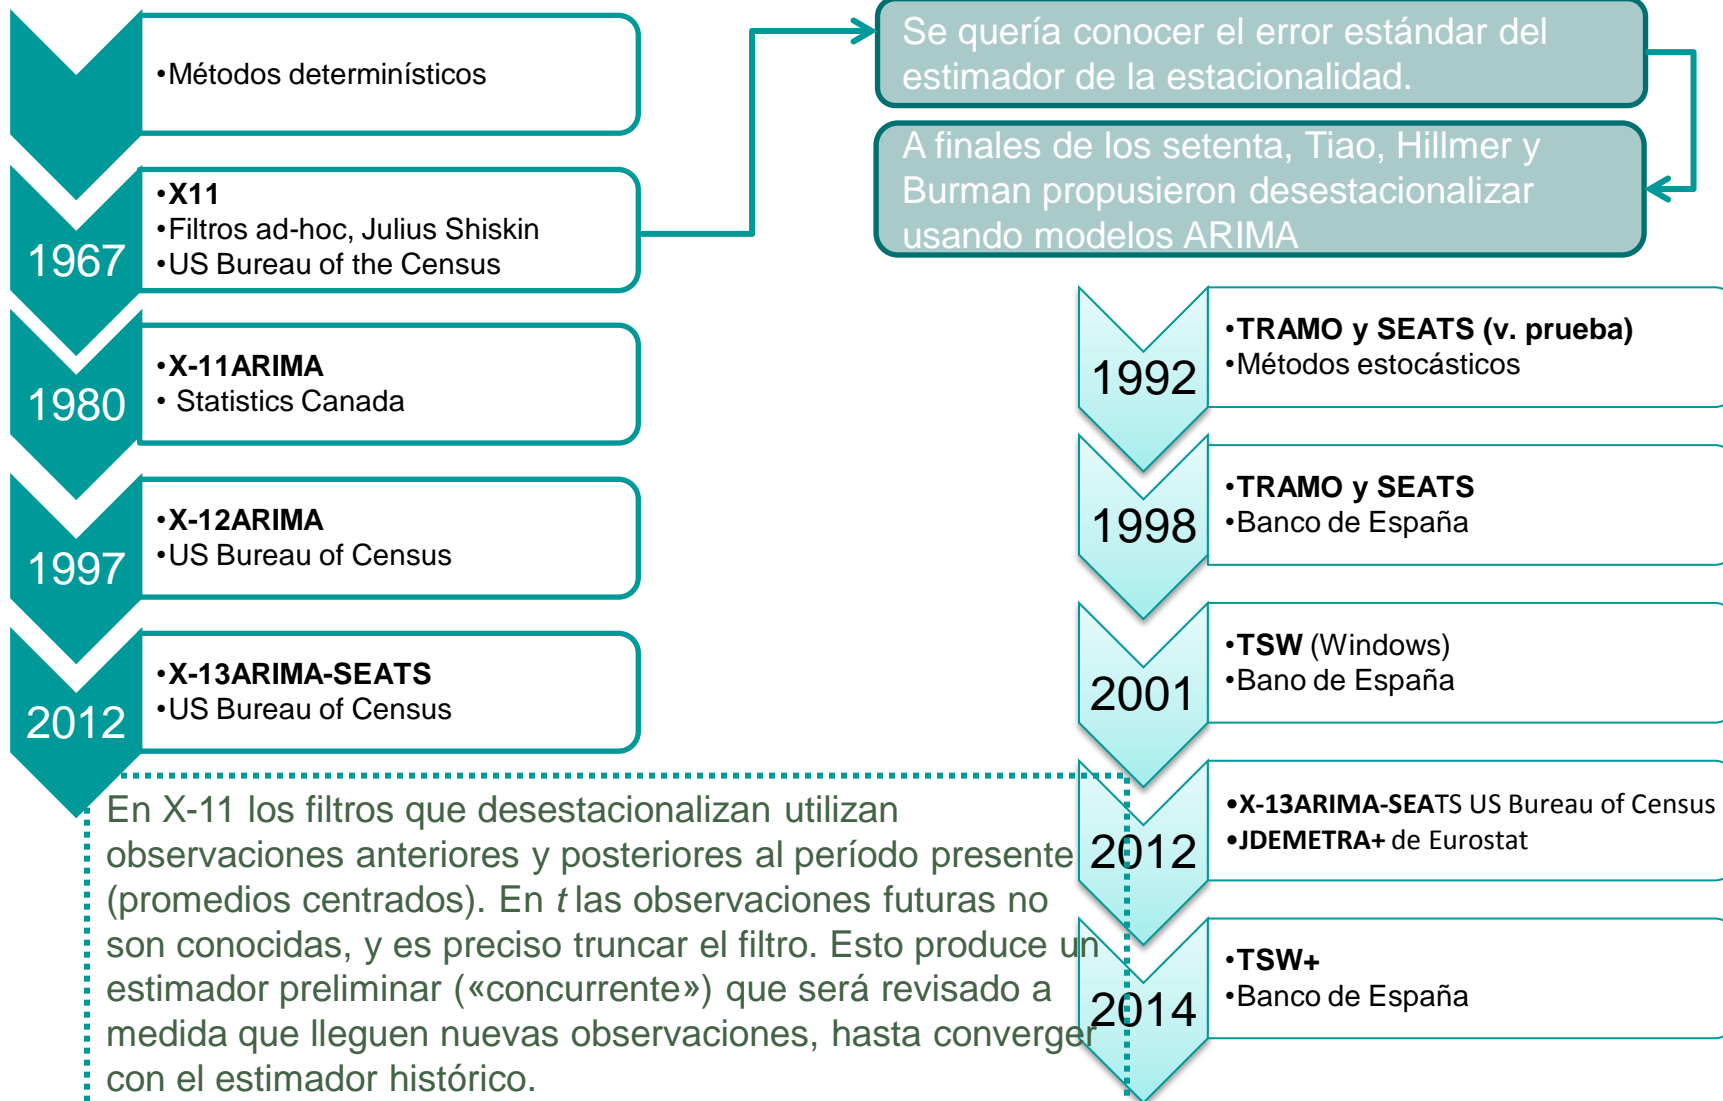 •Métodos determinísticos
1967
•X11
•Filtros ad-hoc, Julius Shiskin
•US Bureau of the Census
1980
•X-11ARIMA
• Statistics Canada
1997
•X-12ARIMA
•US Bureau of Census
2012
•X-13ARIMA-SEATS
•US Bureau of Census
Se quería conocer el error estándar del
estimador de la estacionalidad.
A finales de los setenta, Tiao, Hillmer y
Burman propusieron desestacionalizar
usando modelos ARIMA
1992
•TRAMO y SEATS (v. prueba)
•Métodos estocásticos
1998
•TRAMO y SEATS
•Banco de España
2001
•TSW (Windows)
•Bano de España
2012
•X-13ARIMA-SEATS US Bureau of Census
•JDEMETRA+ de Eurostat
2014
•TSW+
•Banco de España
En X-11 los filtros que desestacionalizan utilizan
observaciones anteriores y posteriores al período presente
(promedios centrados). En t las observaciones futuras no
son conocidas, y es preciso truncar el filtro. Esto produce un
estimador preliminar («concurrente») que será revisado a
medida que lleguen nuevas observaciones, hasta converger
con el estimador histórico.